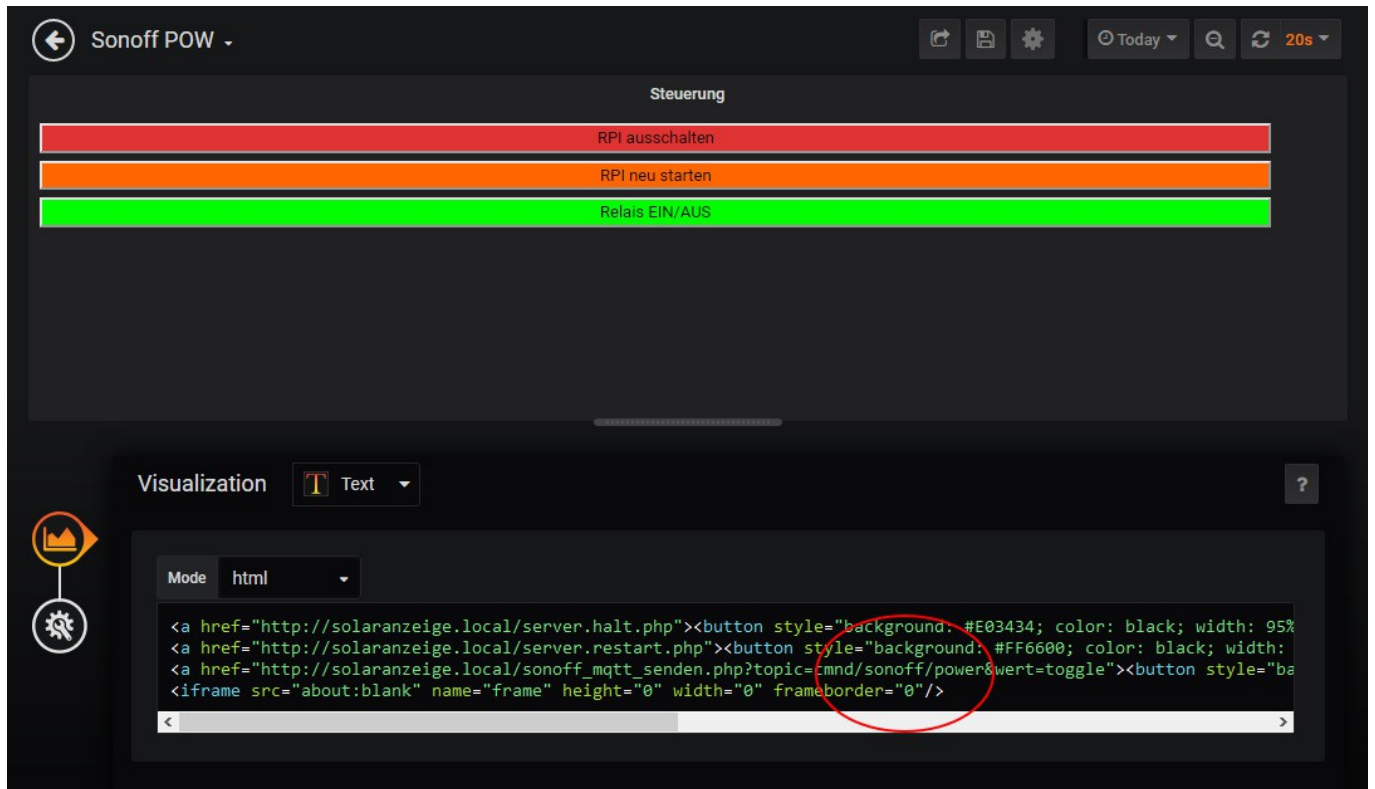 Sonoff POW
Today
20s
Steuerung
RPI ausschalten
RPI neu starten
Relais EIN/AUS
Visualization
Text
?
Mode html
<a href="http://solaranzeige.local/server.halt.php"><button style="background: #E03434; color: black; width: 95%
<a href="http://solaranzeige.local/server.restart.php"><button style="background: #FF6600; color: black; width:
<a href="http://solaranzeige.local/sonoff_mqtt_senden.php?topic=cmnd/sonoff/power&wert=toggle"><button style="ba
<iframe src="about:blank" name="frame" height="0" width="0" frameborder="0"/>